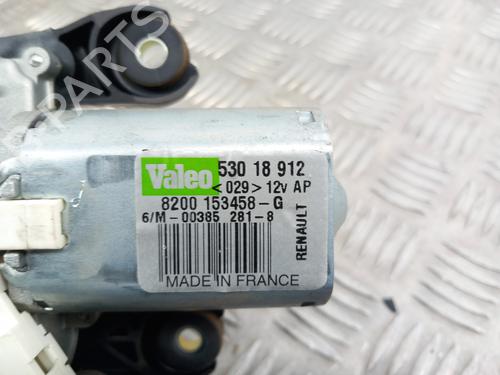 Valeo 530 18 912
<029> 12v AP
8200 153458-G
6/M-00385 281-8
RENAULT
MADE IN FRANCE
PARTS